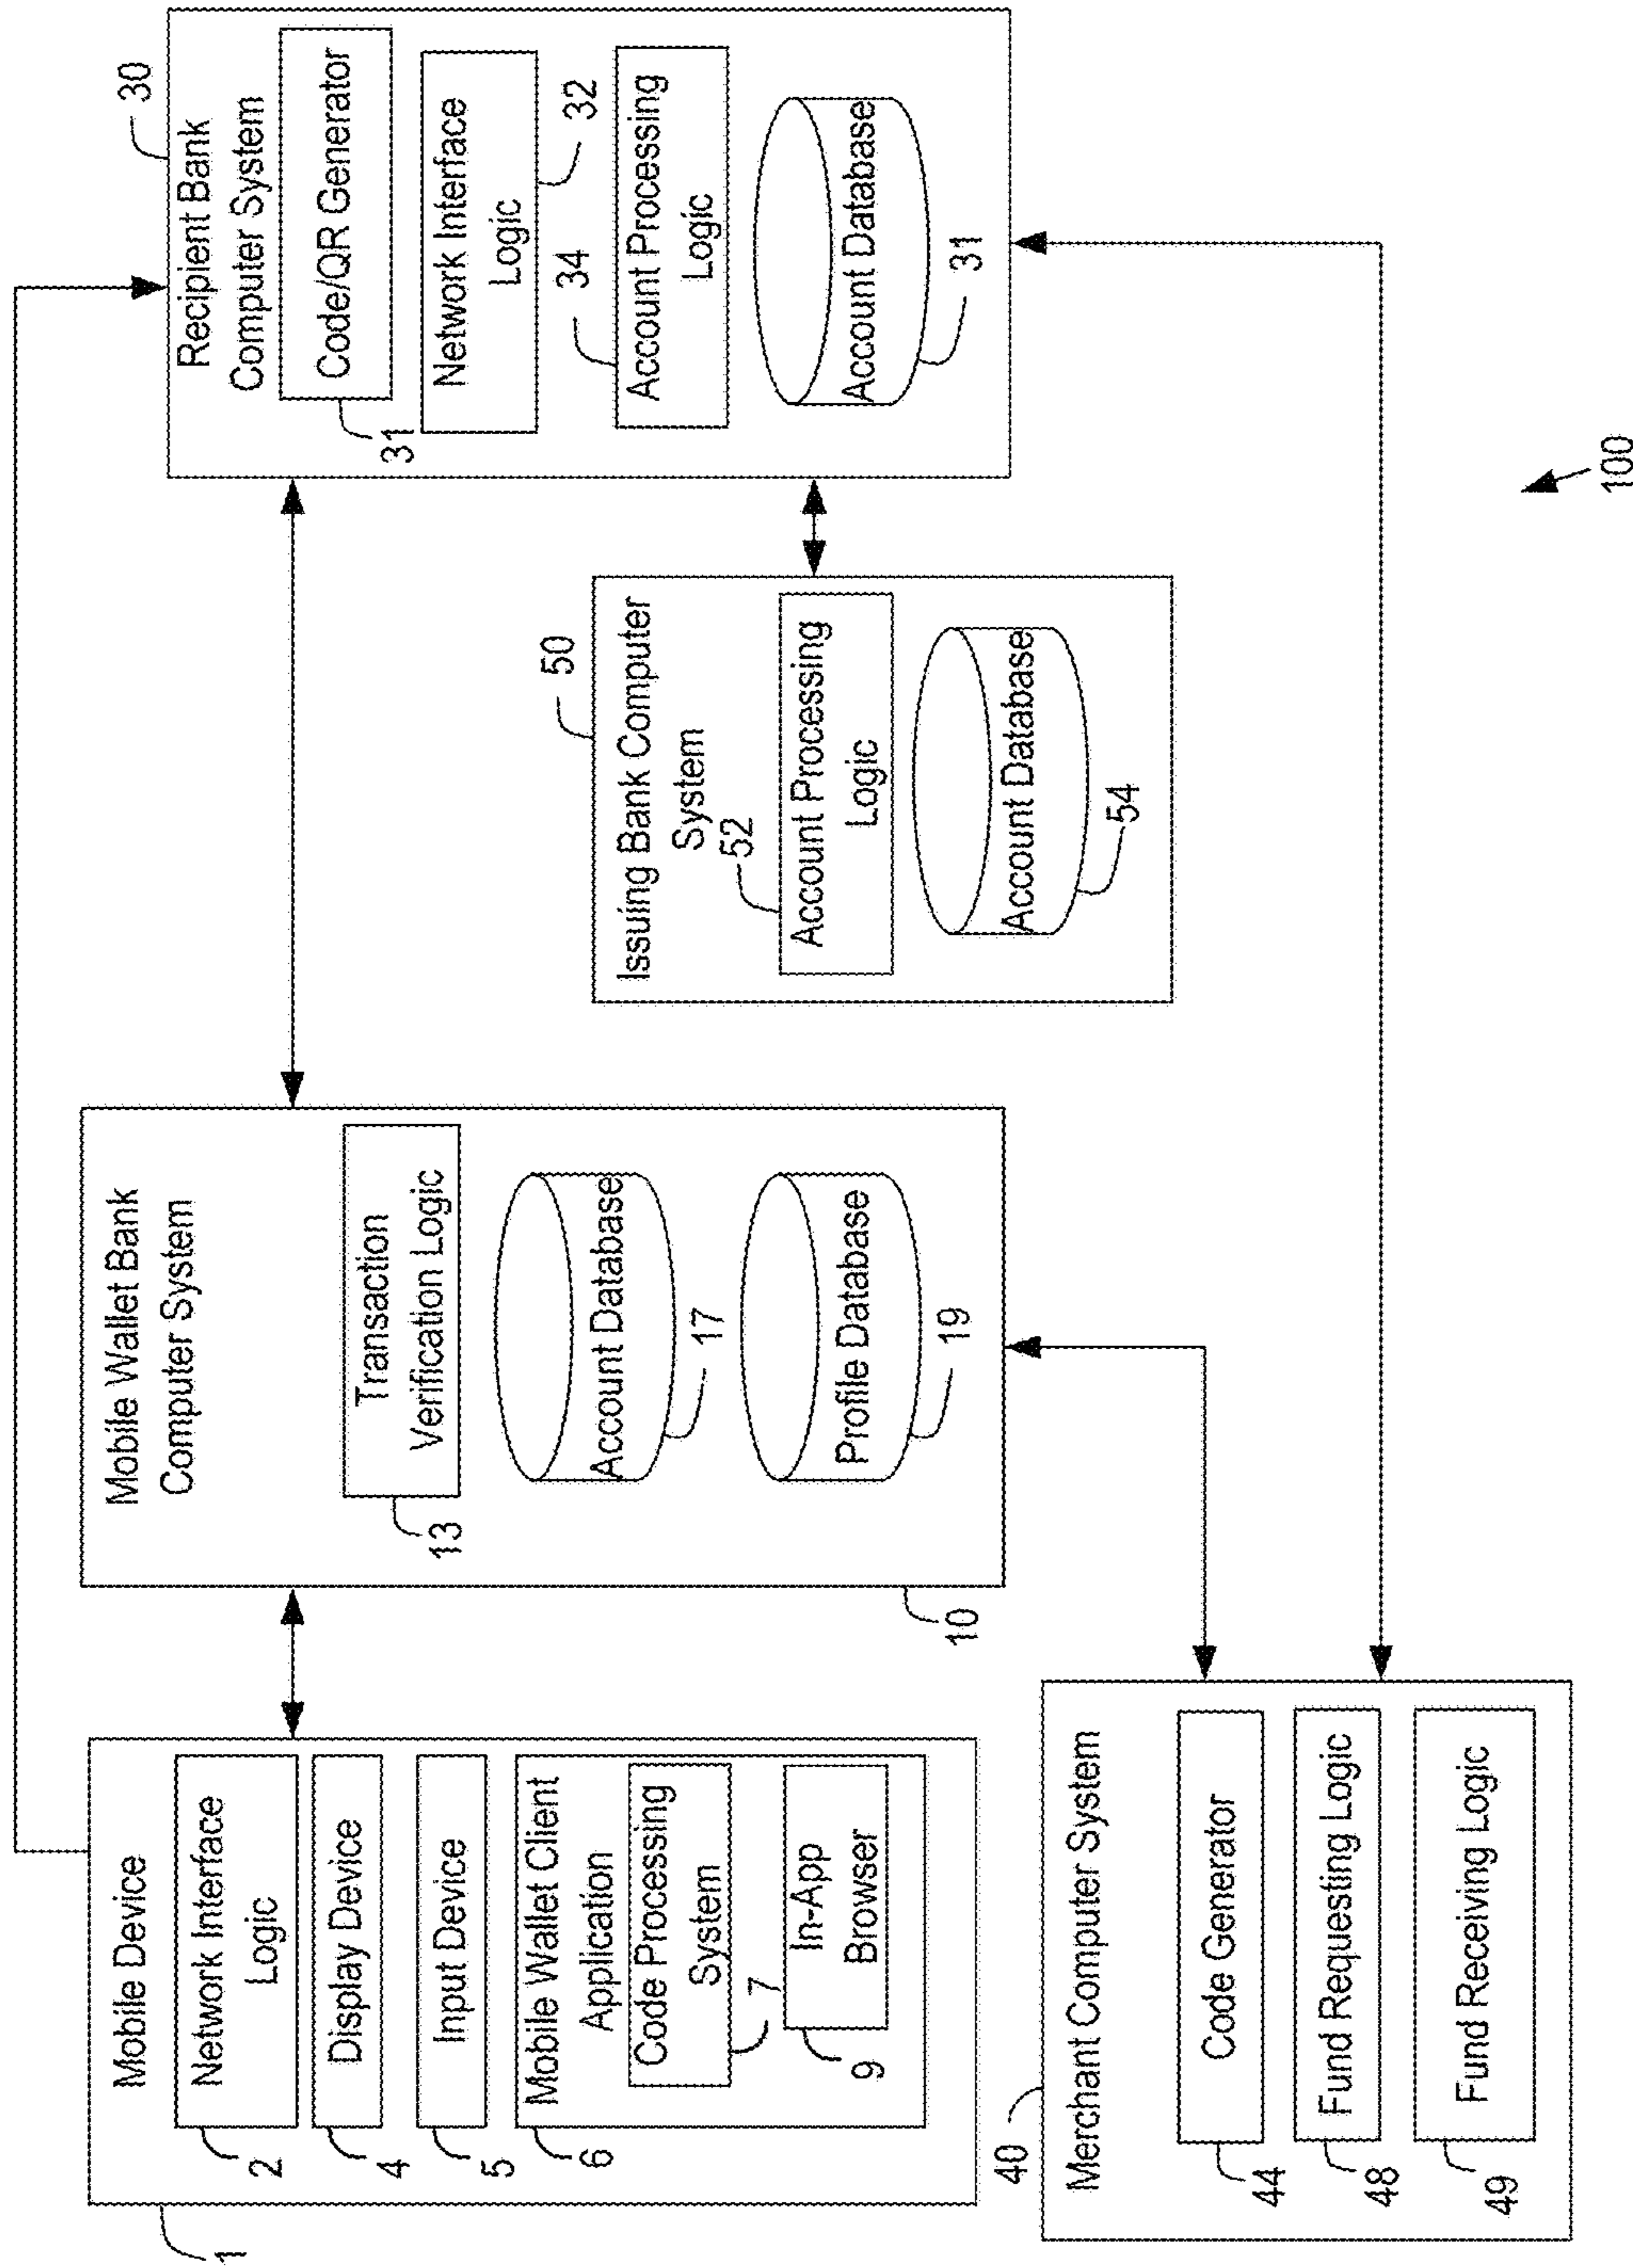 Mobile Device
1
Network Interface
Logic
2
Display Device
4
Input Device
5
Mobile Wallet Client
Application
6
Code Processing
System
7
In-App
Browser
9
Mobile Wallet Bank
Computer System
10
Transaction
Verification Logic
13
Account Database
17
Profile Database
19
Recipient Bank
Computer System
30
Code/QR Generator
31
Network Interface
Logic
32
34
Account Processing
Logic
Account Database
31
Issuing Bank Computer
System
50
52
Account Processing
Logic
Account Database
54
Merchant Computer System
40
Code Generator
44
Fund Requesting Logic
48
Fund Receiving Logic
49
100